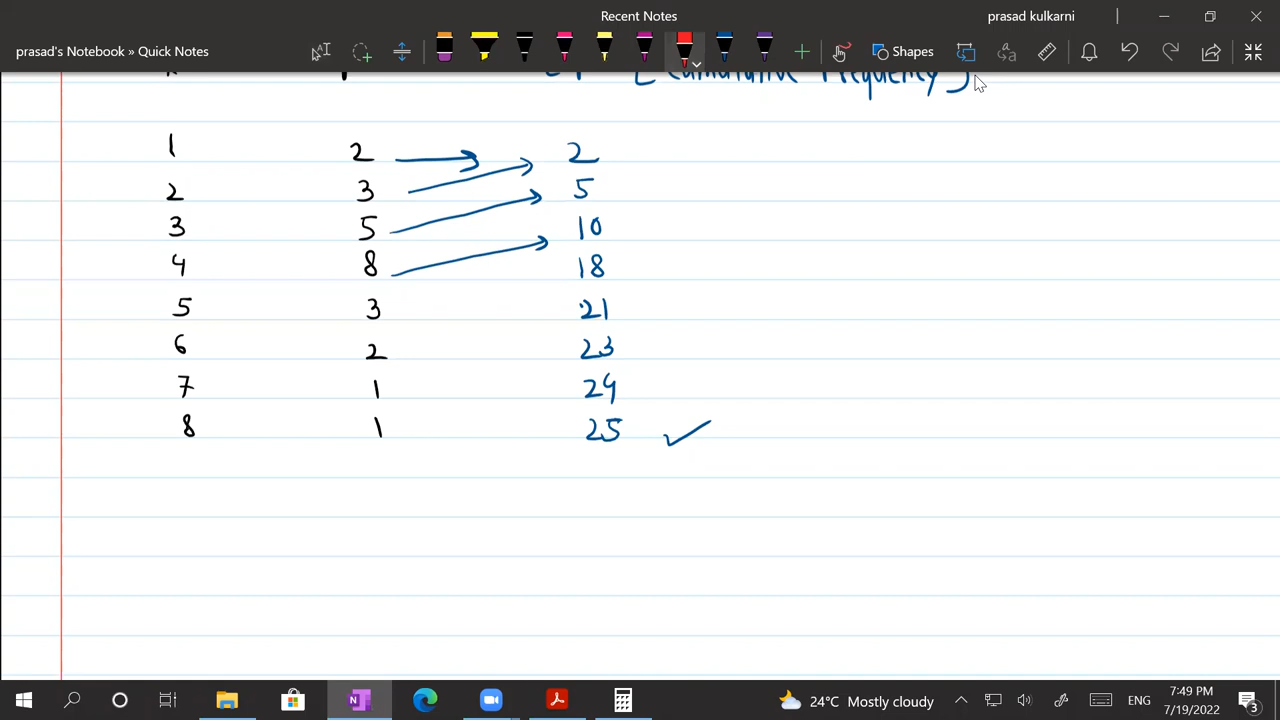 Recent Notes
prasad kulkarni
prasad's Notebook » Quick Notes
Shapes
[ Cumulative Frequency ]
1 2 2
2 3 5
3 5 10
4 8 18
5 3 21
6 2 23
7 1 24
8 1 25
24°C Mostly cloudy
ENG
7:49 PM
7/19/2022
3